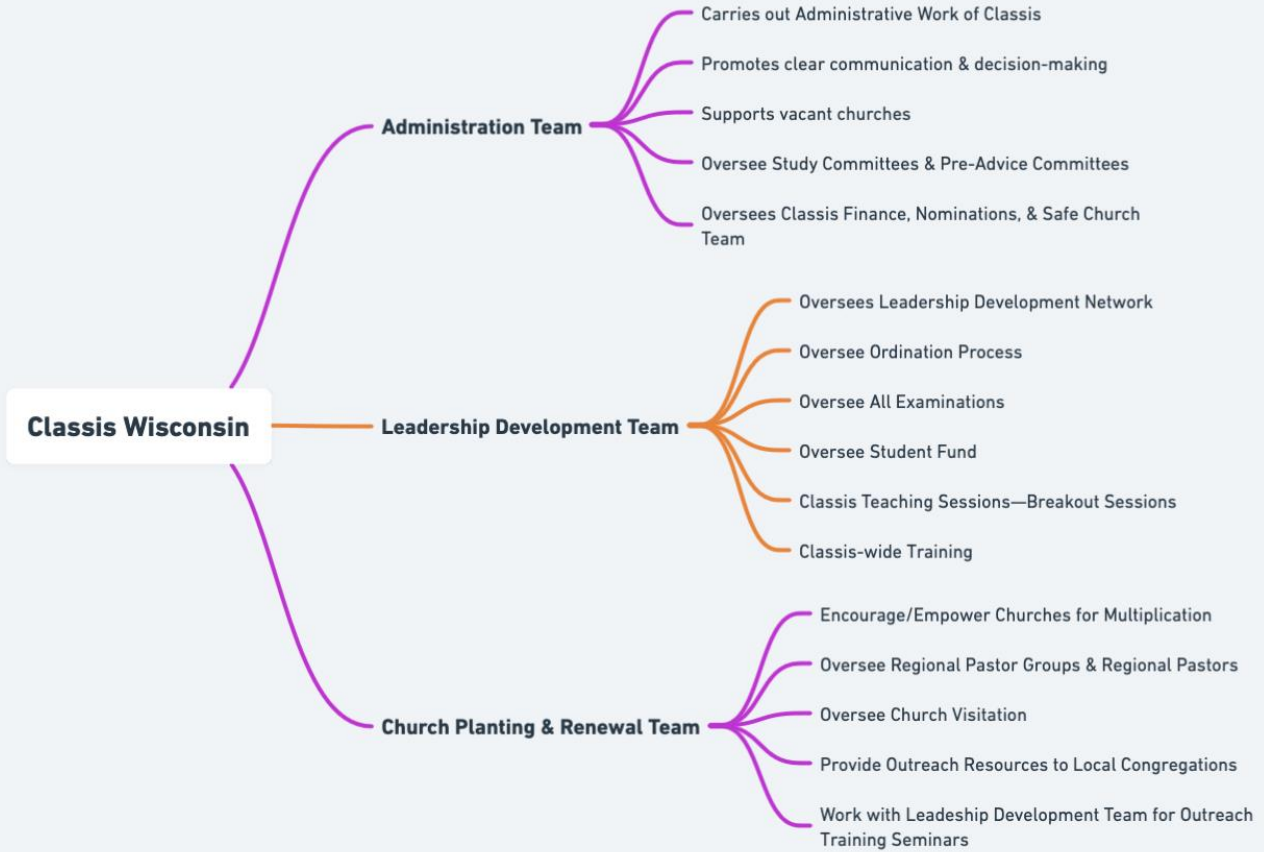 Classis Wisconsin
Administration Team
Carries out Administrative Work of Classis
Promotes clear communication & decision-making
Supports vacant churches
Oversee Study Committees & Pre-Advice Committees
Oversees Classis Finance, Nominations, & Safe Church
Team
Leadership Development Team
Oversees Leadership Development Network
Oversee Ordination Process
Oversee All Examinations
Oversee Student Fund
Classis Teaching Sessions—Breakout Sessions
Classis-wide Training
Church Planting & Renewal Team
Encourage/Empower Churches for Multiplication
Oversee Regional Pastor Groups & Regional Pastors
Oversee Church Visitation
Provide Outreach Resources to Local Congregations
Work with Leadeship Development Team for Outreach
Training Seminars